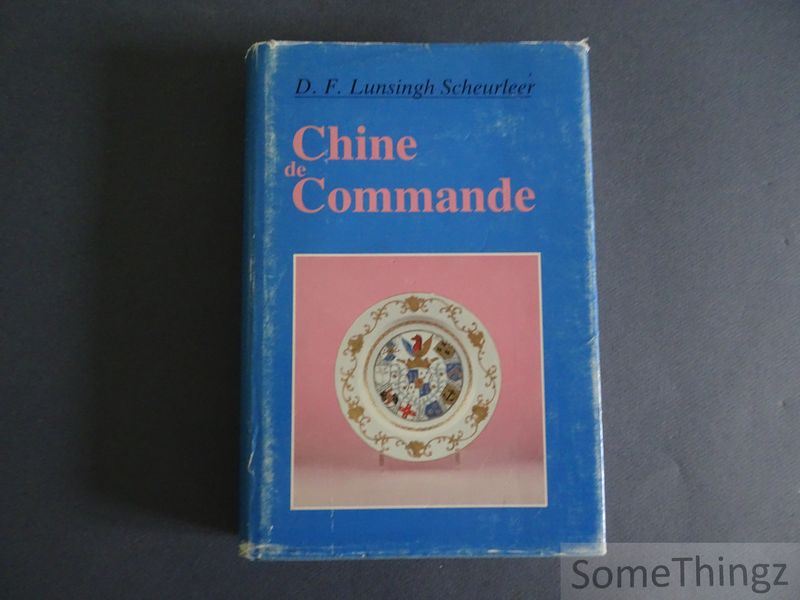 D. F. Lunsingh Scheurleer
Chine
de
Commande
SomeThingz